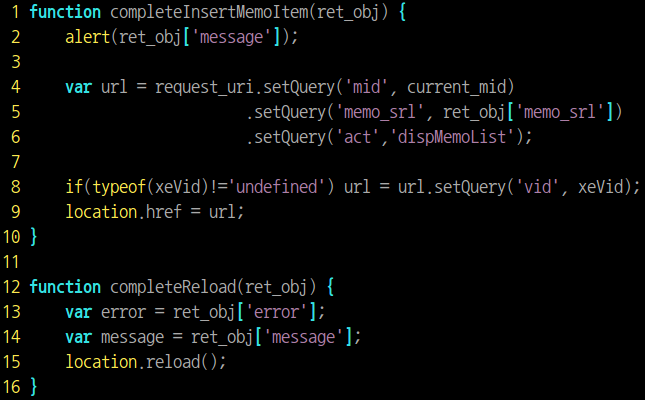 1 function completeInsertMemoItem(ret_obj) {
2     alert(ret_obj['message']);
3
4     var url = request_uri.setQuery('mid', current_mid)
5                         .setQuery('memo_srl', ret_obj['memo_srl'])
6                         .setQuery('act','dispMemoList');
7
8     if(typeof(xeVid)!='undefined') url = url.setQuery('vid', xeVid);
9     location.href = url;
10 }
11
12 function completeReload(ret_obj) {
13     var error = ret_obj['error'];
14     var message = ret_obj['message'];
15     location.reload();
16 }